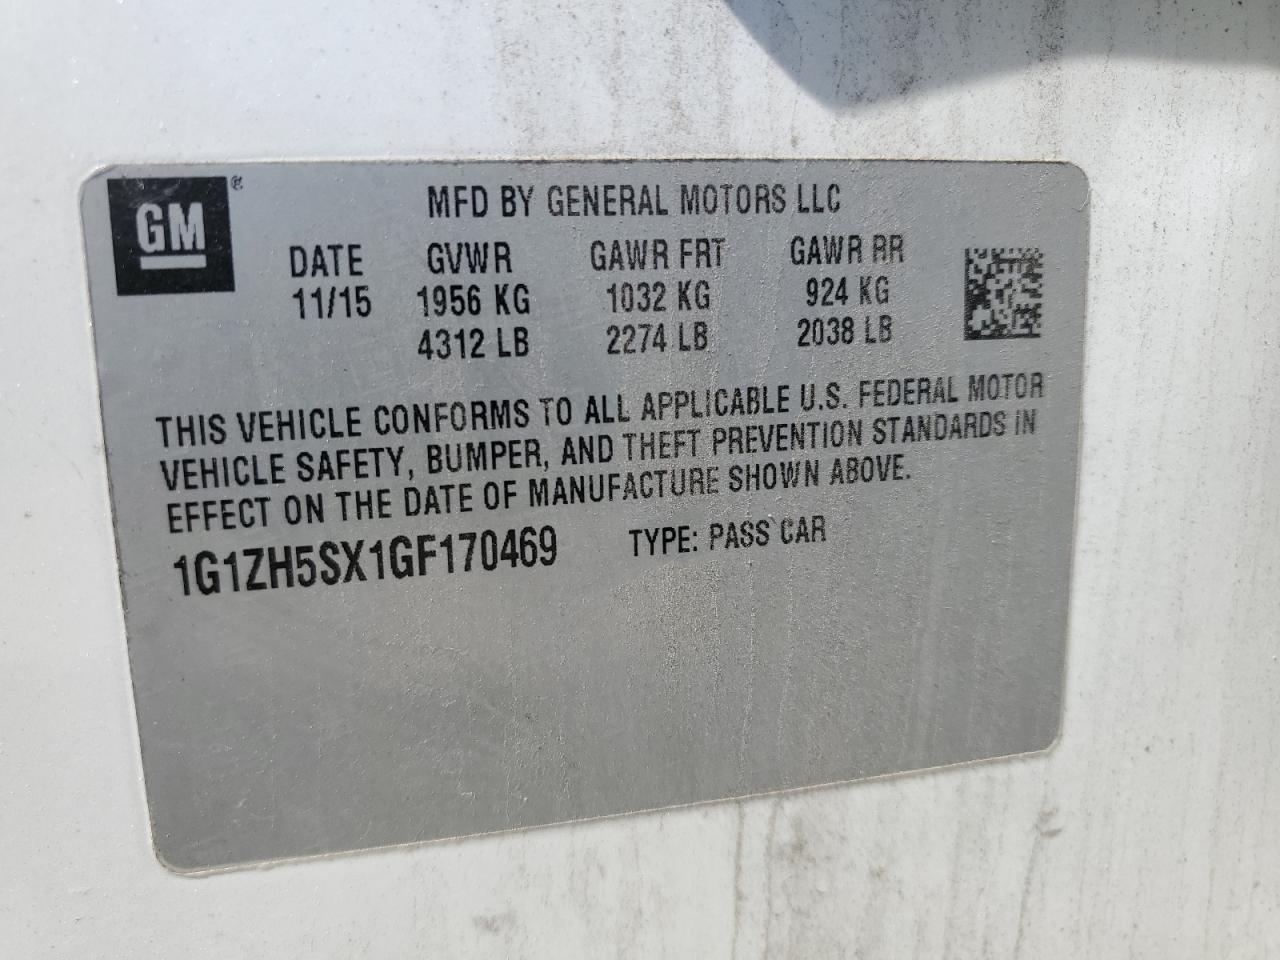 GM®
MFD BY GENERAL MOTORS LLC
DATE GVWR GAWR FRT GAWR RR
11/15 1956 KG 1032 KG 924 KG
4312 LB 2274 LB 2038 LB
THIS VEHICLE CONFORMS TO ALL APPLICABLE U.S. FEDERAL MOTOR
VEHICLE SAFETY, BUMPER, AND THEFT PREVENTION STANDARDS IN
EFFECT ON THE DATE OF MANUFACTURE SHOWN ABOVE.
1G1ZH5SX1GF170469 TYPE: PASS CAR